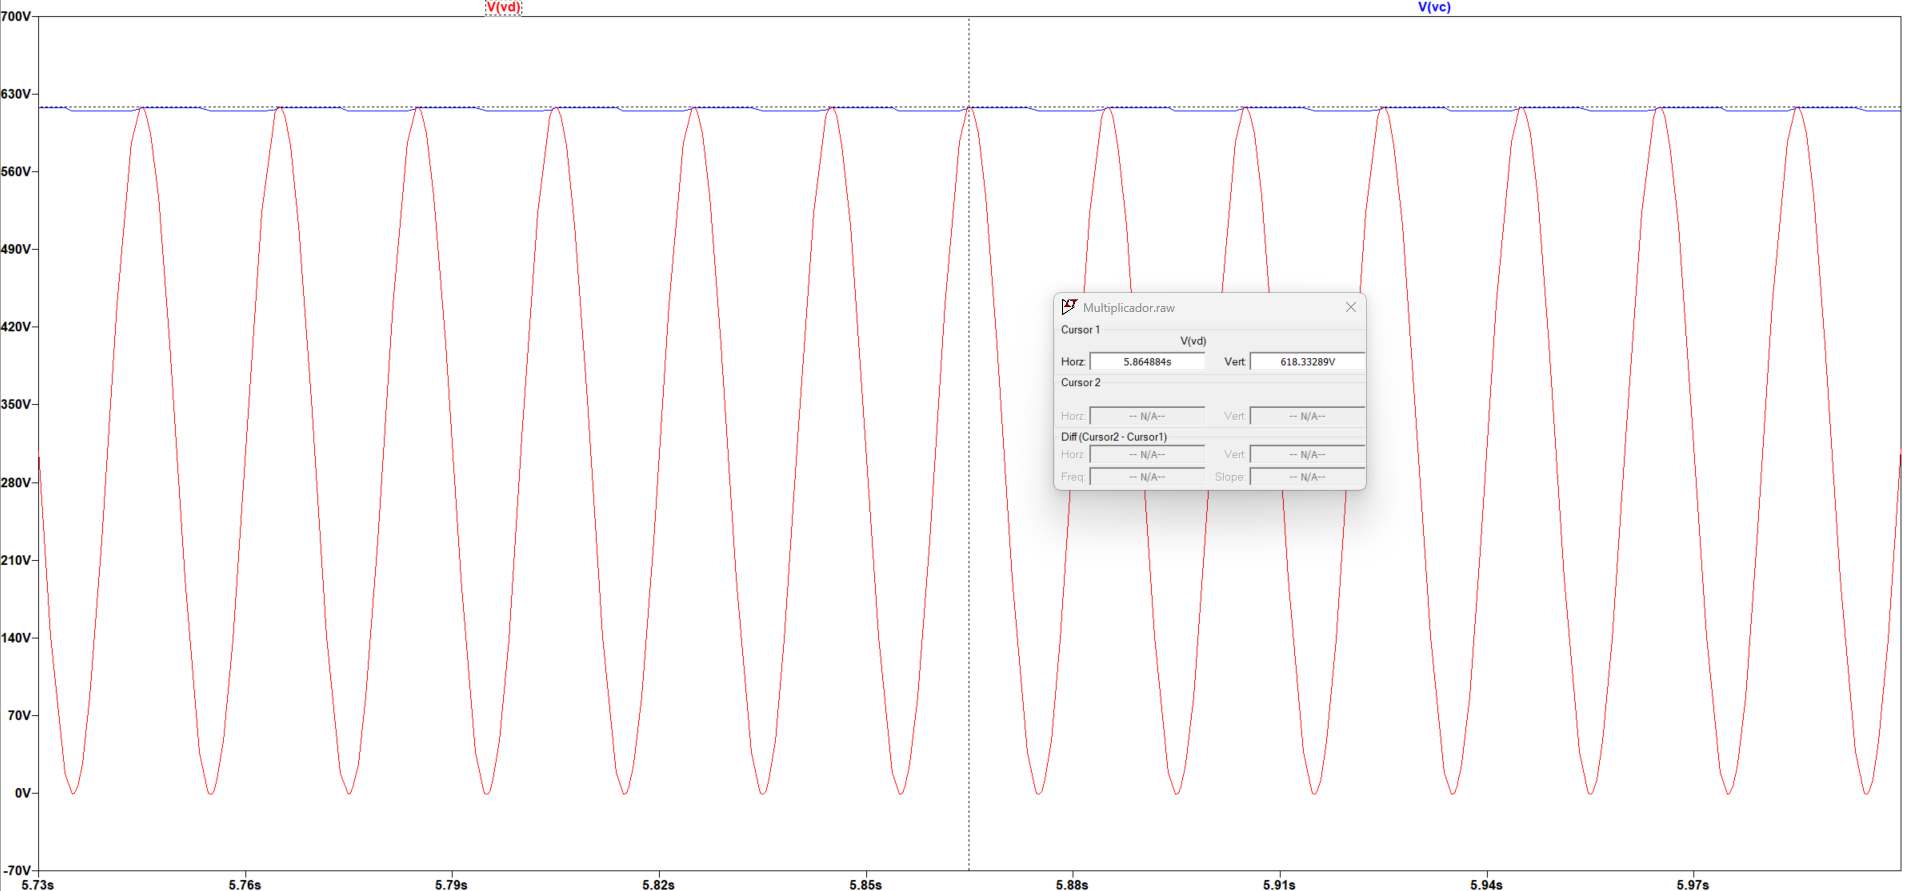 V(vd) V(vc)
700V
630V
560V
490V
420V
350V
280V
210V
140V
70V
0V
-70V
5.73s 5.76s 5.79s 5.82s 5.85s 5.88s 5.91s 5.94s 5.97s
Multiplicador.raw
Cursor 1
V(vd)
Horz: 5.864884s Vert: 618.33289V
Cursor 2
Horz: -- N/A-- Vert: -- N/A--
Diff (Cursor2 - Cursor1)
Horz: -- N/A-- Vert: -- N/A--
Freq: -- N/A-- Slope: -- N/A--